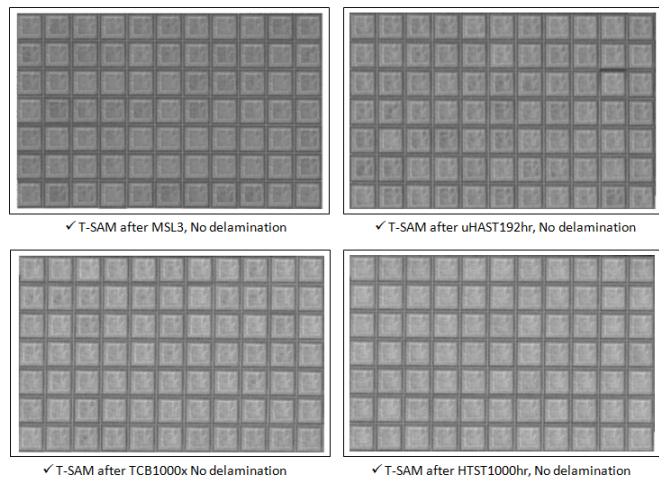 ✓ T-SAM after MSL3, No delamination
✓ T-SAM after uHAST192hr, No delamination
✓ T-SAM after TCB1000x No delamination
✓ T-SAM after HTST1000hr, No delamination